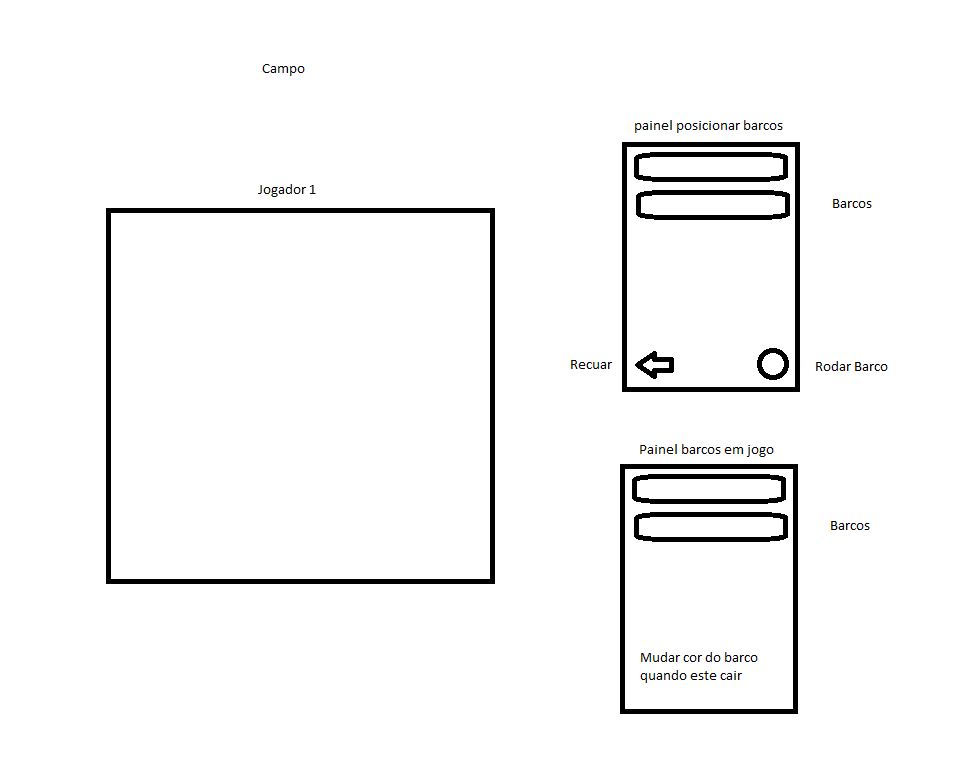 Campo
painel posicionar barcos
Jogador 1
Barcos
Recuar
Rodar Barco
Painel barcos em jogo
Barcos
Mudar cor do barco
quando este cair